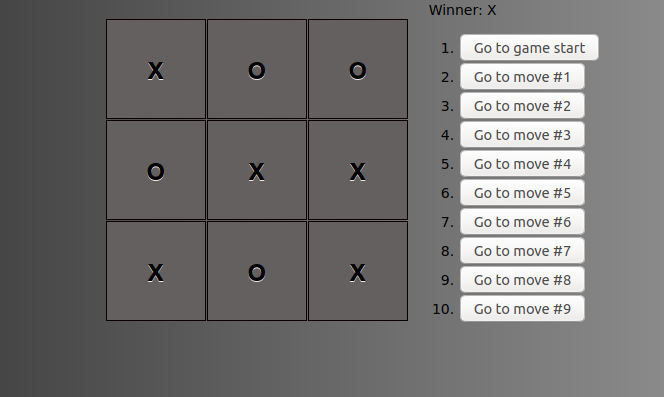 Winner: X
X O O
O X X
X O X
1. Go to game start
2. Go to move #1
3. Go to move #2
4. Go to move #3
5. Go to move #4
6. Go to move #5
7. Go to move #6
8. Go to move #7
9. Go to move #8
10. Go to move #9